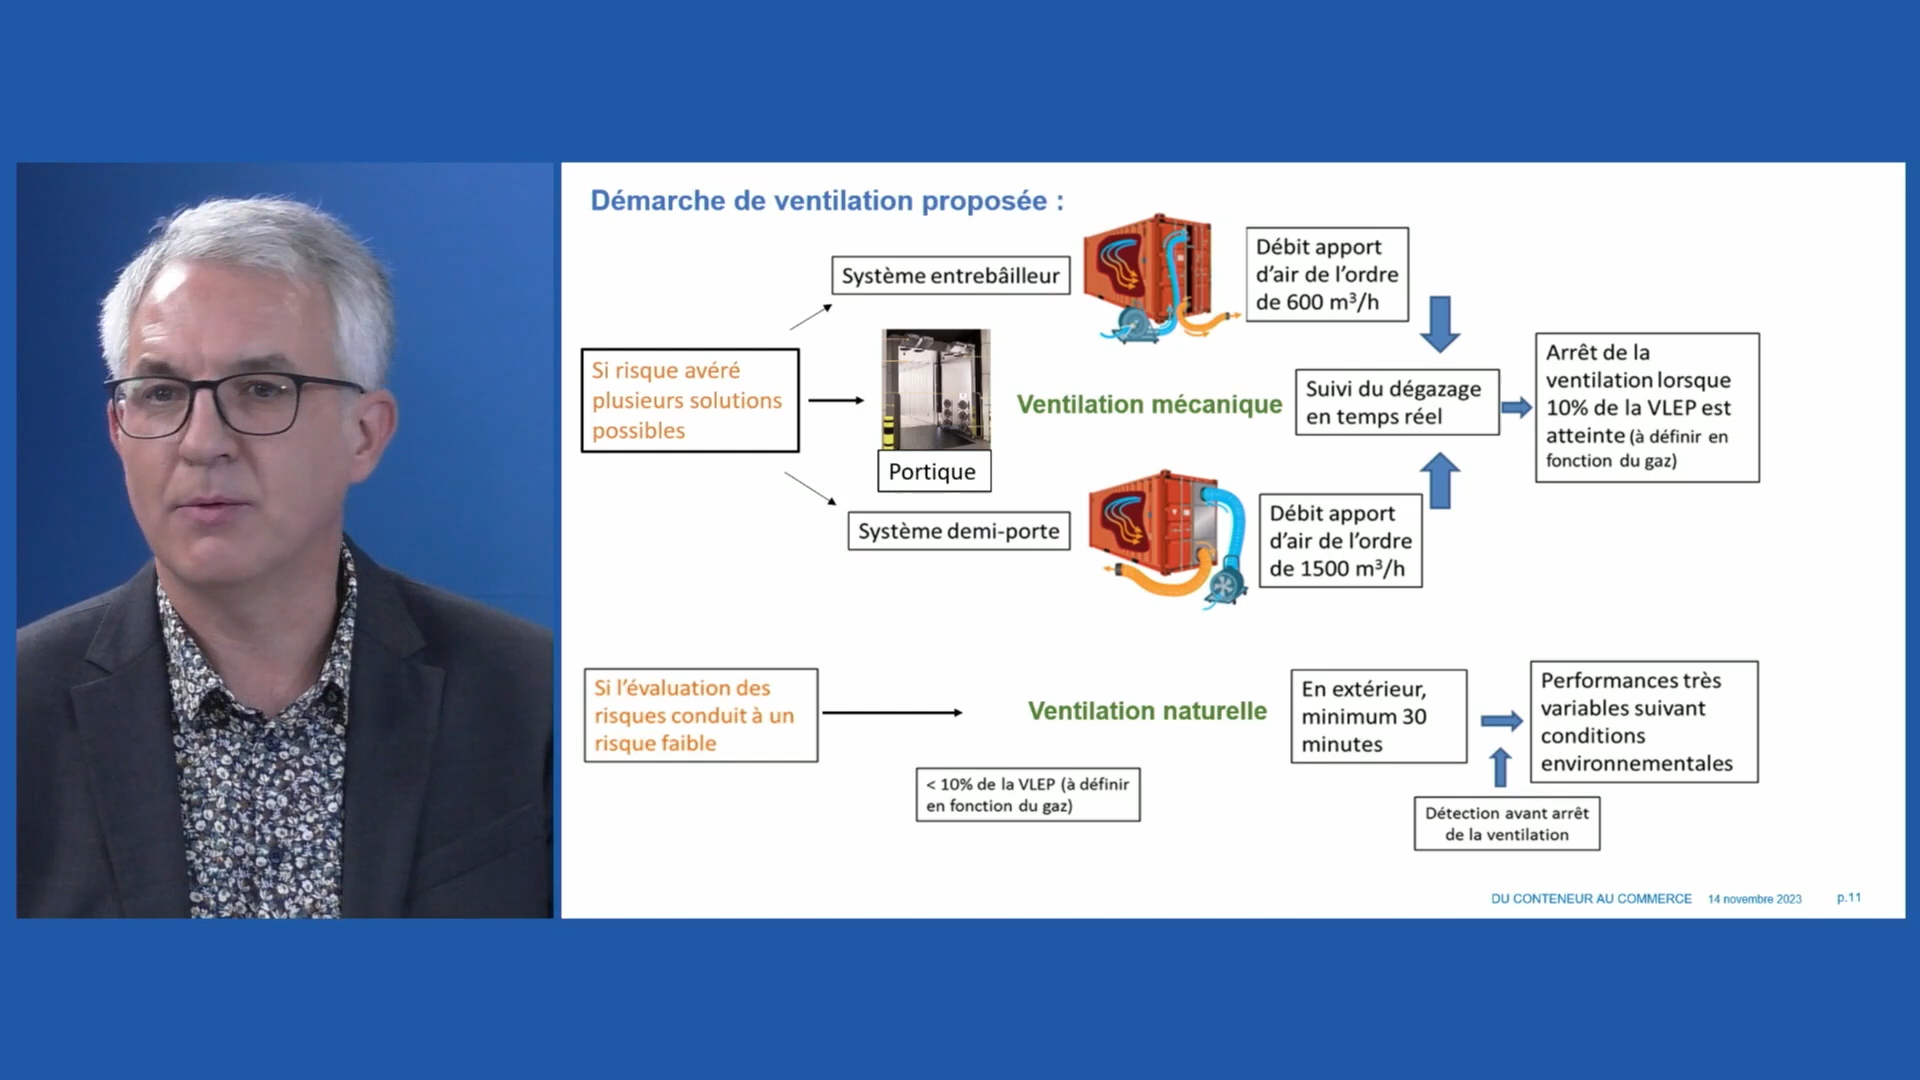 Démarche de ventilation proposée :
Système entrebâilleur
Débit apport
d'air de l'ordre
de 600 m³/h
Si risque avéré
plusieurs solutions
possibles
Portique
Ventilation mécanique
Suivi du dégazage
en temps réel
Arrêt de la
ventilation lorsque
10% de la VLEP est
atteinte (à définir en
fonction du gaz)
Système demi-porte
Débit apport
d'air de l'ordre
de 1500 m³/h
Si l'évaluation des
risques conduit à un
risque faible
< 10% de la VLEP (à définir
en fonction du gaz)
Ventilation naturelle
En extérieur,
minimum 30
minutes
Performances très
variables suivant
conditions
environnementales
Détection avant arrêt
de la ventilation
DU CONTENEUR AU COMMERCE 14 novembre 2023 p.11